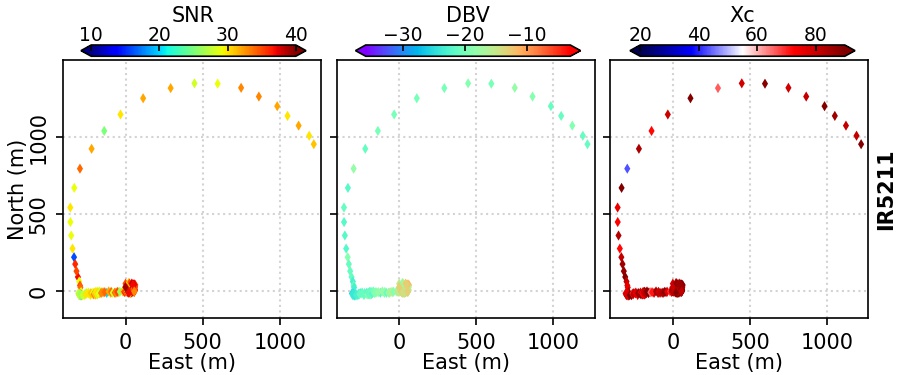 SNR DBV Xc
10 20 30 40 −30 −20 −10 20 40 60 80
North (m)
1000
500
0
IR5211
0 500 1000 0 500 1000 0 500 1000
East (m) East (m) East (m)